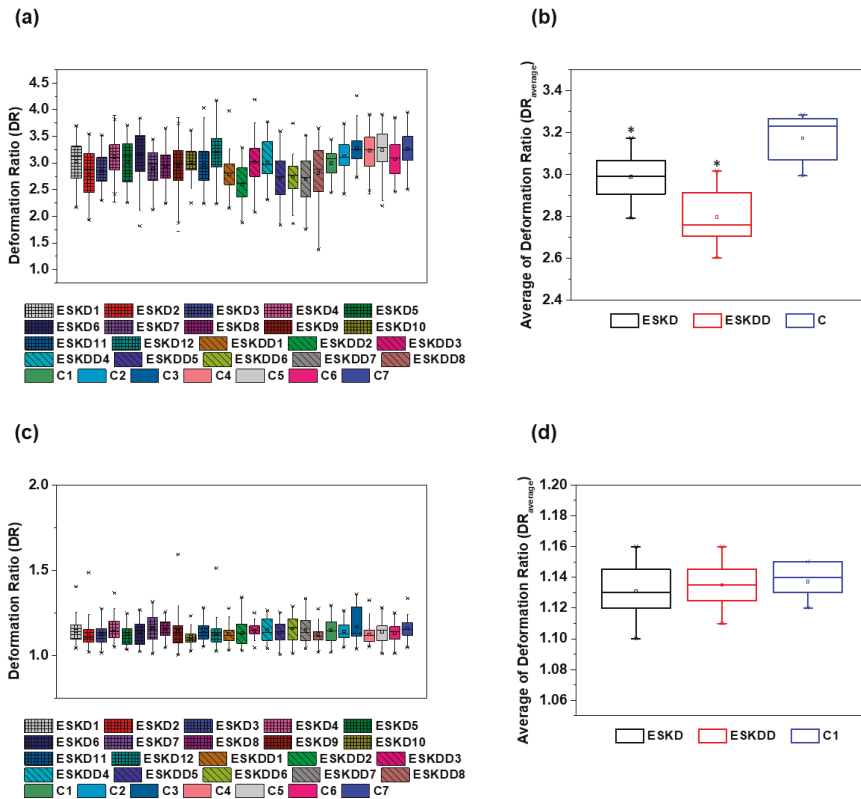 (a)
(b)
4.5
4.0
3.5
3.0
2.5
2.0
1.5
1.0
Deformation Ratio (DR)
ESKD1 ESKD2 ESKD3 ESKD4 ESKD5
ESKD6 ESKD7 ESKD8 ESKD9 ESKD10
ESKD11 ESKD12 ESKDD1 ESKDD2 ESKDD3
ESKDD4 ESKDD5 ESKDD6 ESKDD7 ESKDD8
C1 C2 C3 C4 C5 C6 C7
3.4
3.2
3.0
2.8
2.6
2.4
Average of Deformation Ratio (DRaverage)
* *
ESKD ESKDD C
(c)
(d)
2.0
1.5
1.0
Deformation Ratio (DR)
ESKD1 ESKD2 ESKD3 ESKD4 ESKD5
ESKD6 ESKD7 ESKD8 ESKD9 ESKD10
ESKD11 ESKD12 ESKDD1 ESKDD2 ESKDD3
ESKDD4 ESKDD5 ESKDD6 ESKDD7 ESKDD8
C1 C2 C3 C4 C5 C6 C7
1.20
1.18
1.16
1.14
1.12
1.10
1.08
1.06
Average of Deformation Ratio (DRaverage)
ESKD ESKDD C1